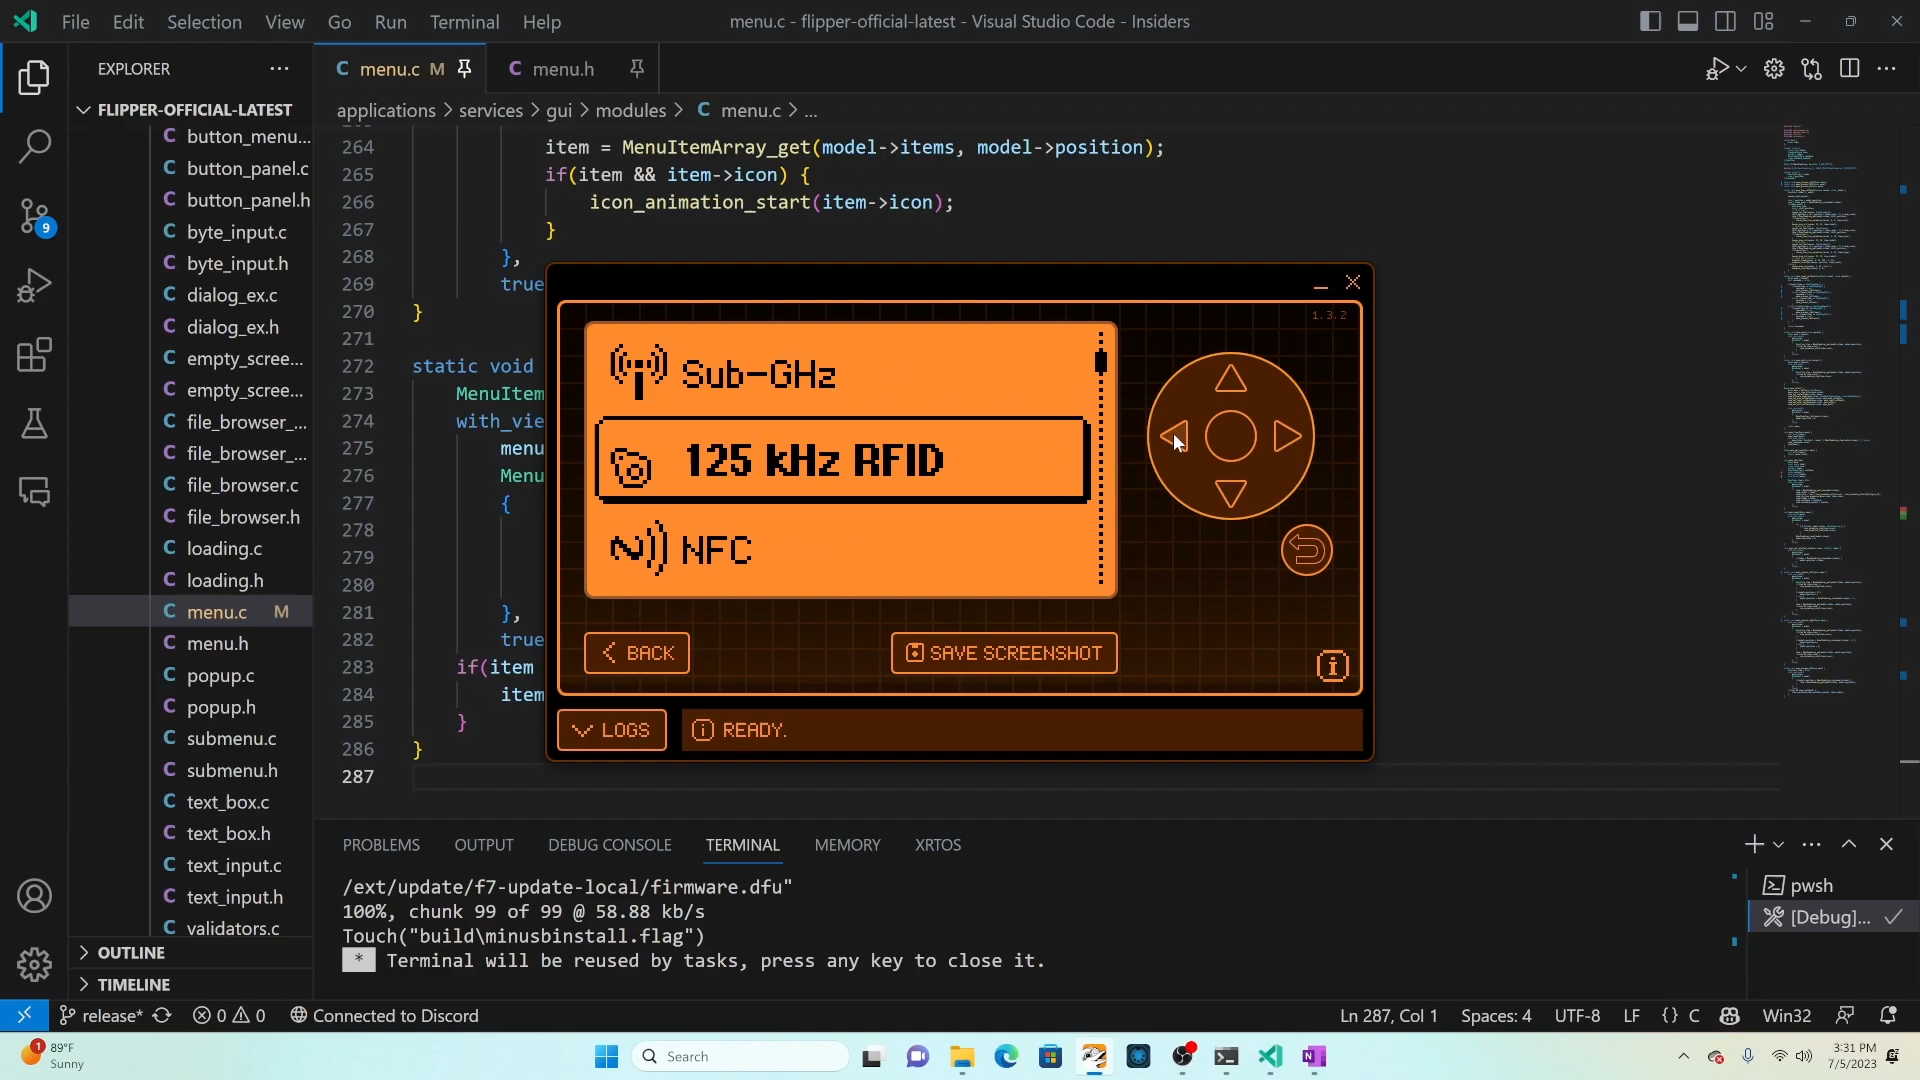 File Edit Selection View Go Run Terminal Help
menu.c - flipper-official-latest - Visual Studio Code - Insiders
EXPLORER
FLIPPER-OFFICIAL-LATEST
button_menu...
button_panel.c
button_panel.h
byte_input.c
byte_input.h
dialog_ex.c
dialog_ex.h
empty_scree...
empty_scree...
file_browser_...
file_browser_...
file_browser.c
file_browser.h
loading.c
loading.h
menu.c M
menu.h
popup.c
popup.h
submenu.c
submenu.h
text_box.c
text_box.h
text_input.c
text_input.h
validators.c
OUTLINE
TIMELINE
9
C menu.c M
C menu.h
applications > services > gui > modules > C menu.c > ...
264 item = MenuItemArray_get(model->items, model->position);
265 if(item && item->icon) {
266 icon_animation_start(item->icon);
267 }
268 },
269 true
270 }
271
272 static void
273 MenuItem
274 with_vie
275 menu
276 Menu
277 {
278
279
280
281 },
282 true
283 if(item
284 item
285 }
286 }
287
1.3.2
Sub-GHz
125 kHz RFID
NFC
BACK
SAVE SCREENSHOT
LOGS
READY.
PROBLEMS OUTPUT DEBUG CONSOLE TERMINAL MEMORY XRTOS
/ext/update/f7-update-local/firmware.dfu"
100%, chunk 99 of 99 @ 58.88 kb/s
Touch("build\minusbinstall.flag")
* Terminal will be reused by tasks, press any key to close it.
pwsh
[Debug]...
release* 0 0 Connected to Discord
Ln 287, Col 1 Spaces: 4 UTF-8 LF {} C Win32
1
89°F
Sunny
Search
3:31 PM
7/5/2023